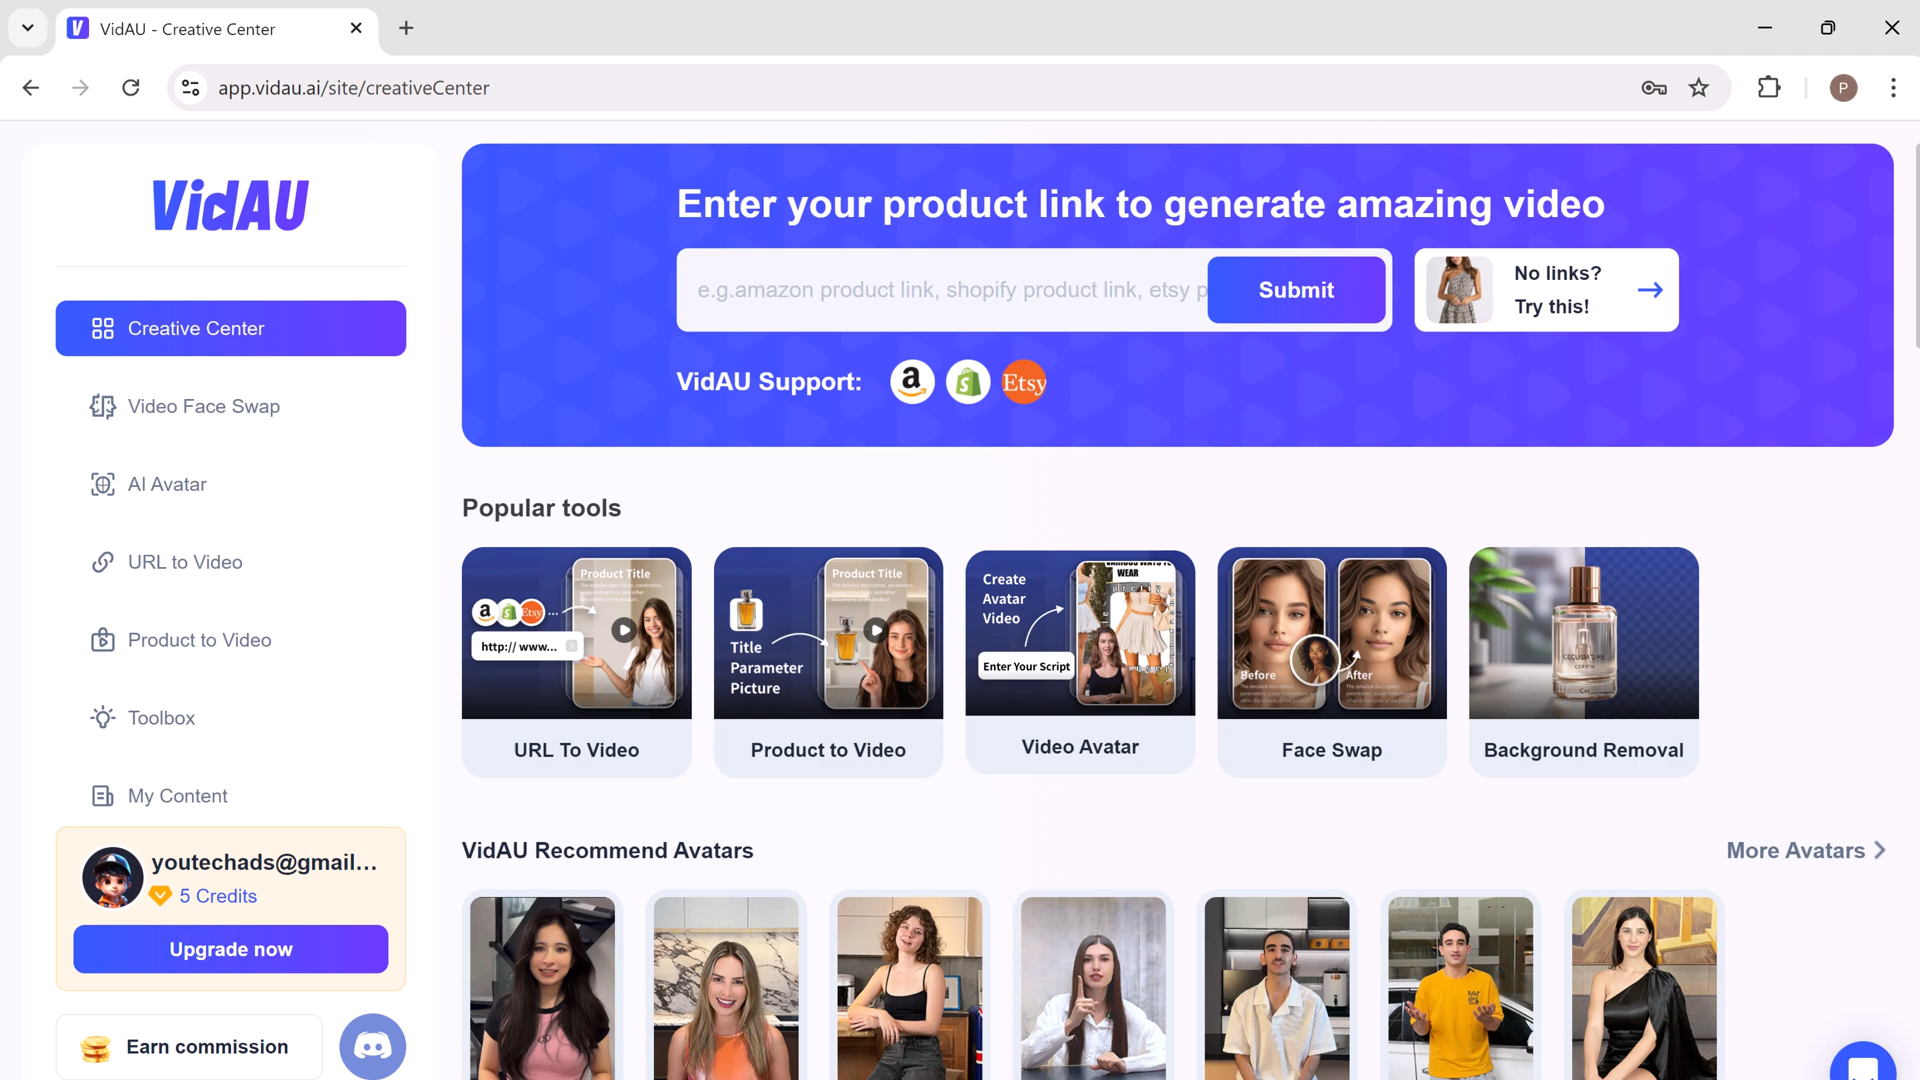 VidAU - Creative Center
app.vidau.ai/site/creativeCenter
P
VidAU
Creative Center
Video Face Swap
AI Avatar
URL to Video
Product to Video
Toolbox
My Content
youtechads@gmail...
5 Credits
Upgrade now
Earn commission
Enter your product link to generate amazing video
e.g.amazon product link, shopify product link, etsy p
Submit
No links?
Try this!
VidAU Support:
Etsy
Popular tools
Product Title
Etsy
...
http:// www...
URL To Video
Product Title
Title
Parameter
Picture
Product to Video
Create
Avatar
Video
Enter Your Script
WEAR
Video Avatar
Before
After
Face Swap
Background Removal
VidAU Recommend Avatars
More Avatars